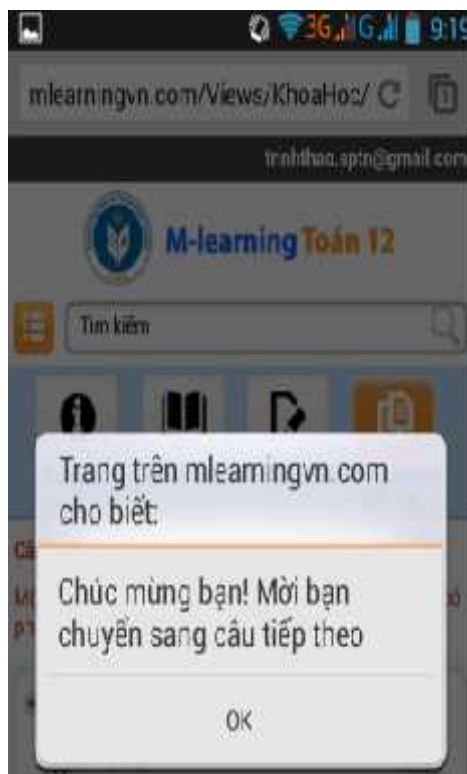 3G G 9:19
mlearningvn.com/Views/KhoaHoc/
trinhthao.sptn@gmail.com
M-learning Toán 12
Tìm kiếm
Trang trên mlearningvn.com
cho biết:
Chúc mừng bạn! Mời bạn
chuyển sang câu tiếp theo
OK